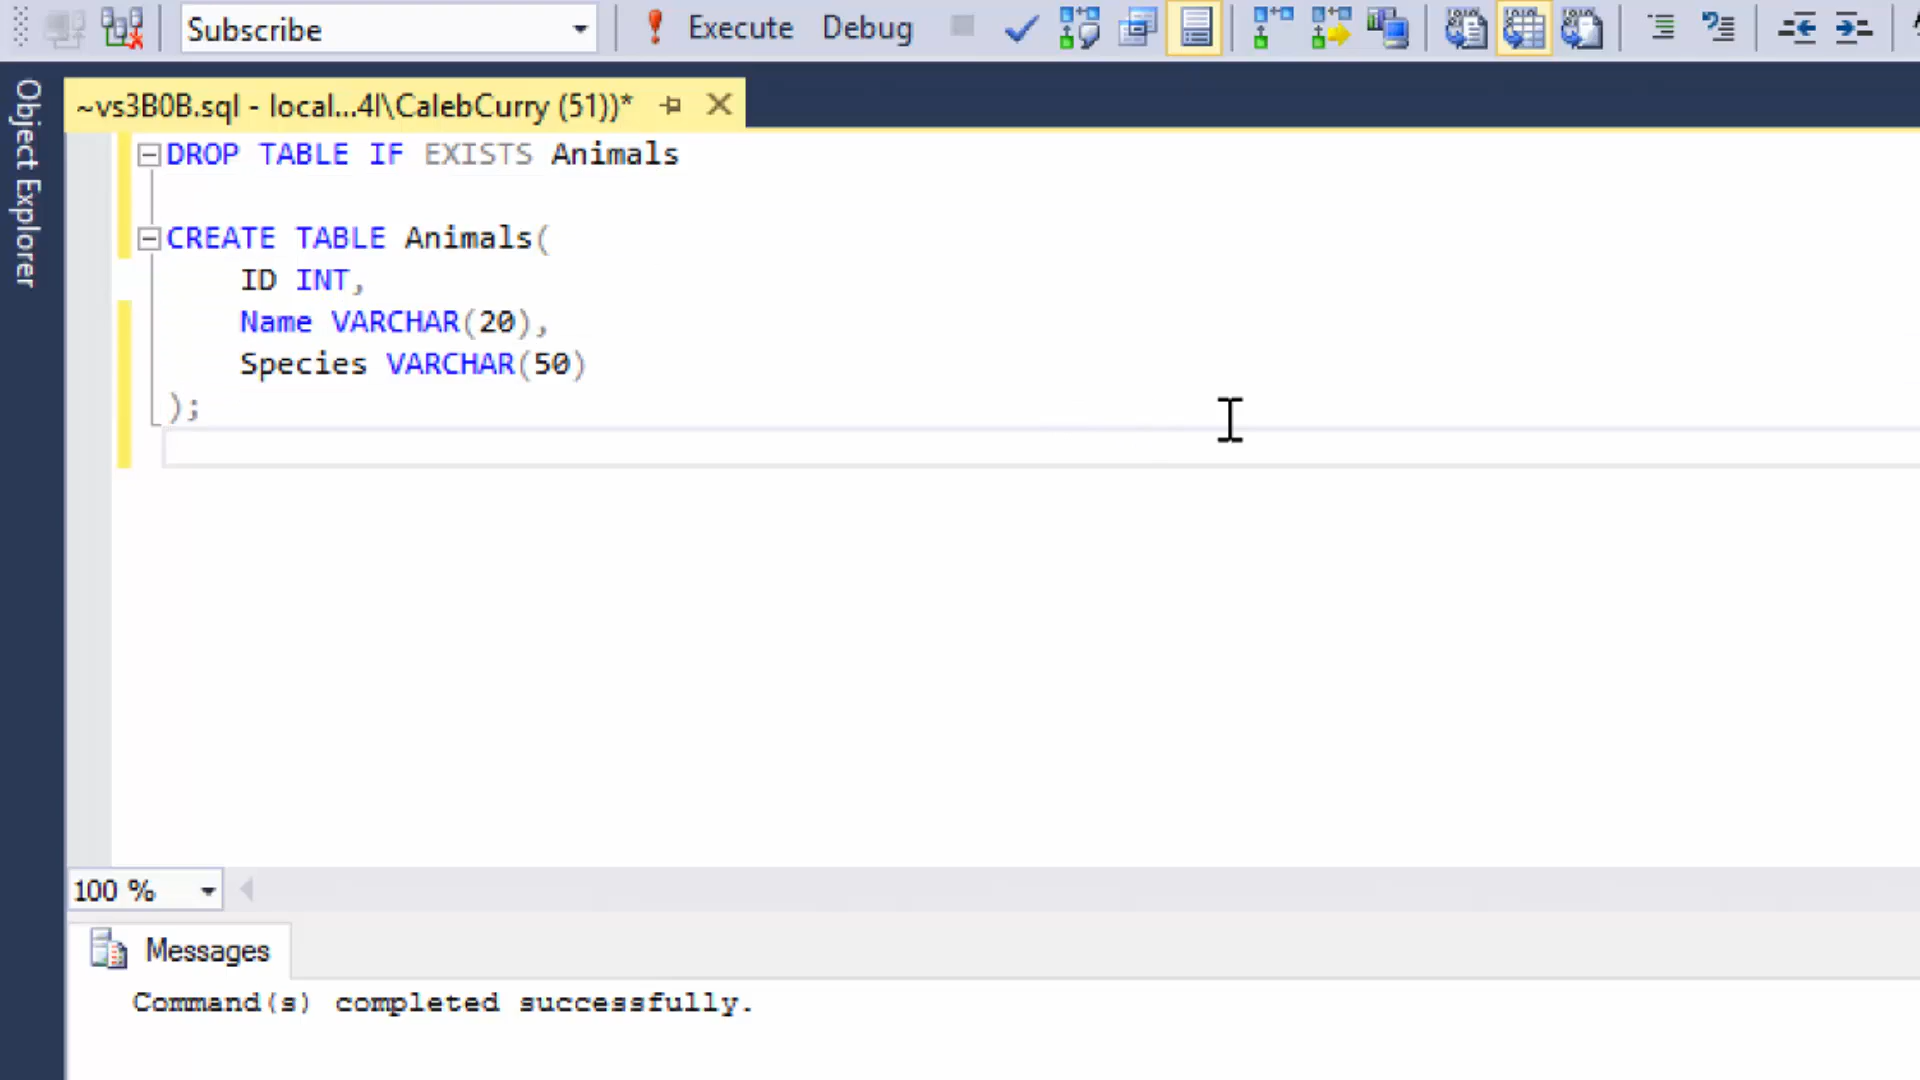 Subscribe Execute Debug
Object Explorer
~vs3B0B.sql - local...4I\CalebCurry (51))*
DROP TABLE IF EXISTS Animals
CREATE TABLE Animals(
ID INT,
Name VARCHAR(20),
Species VARCHAR(50)
);
100 %
Messages
Command(s) completed successfully.